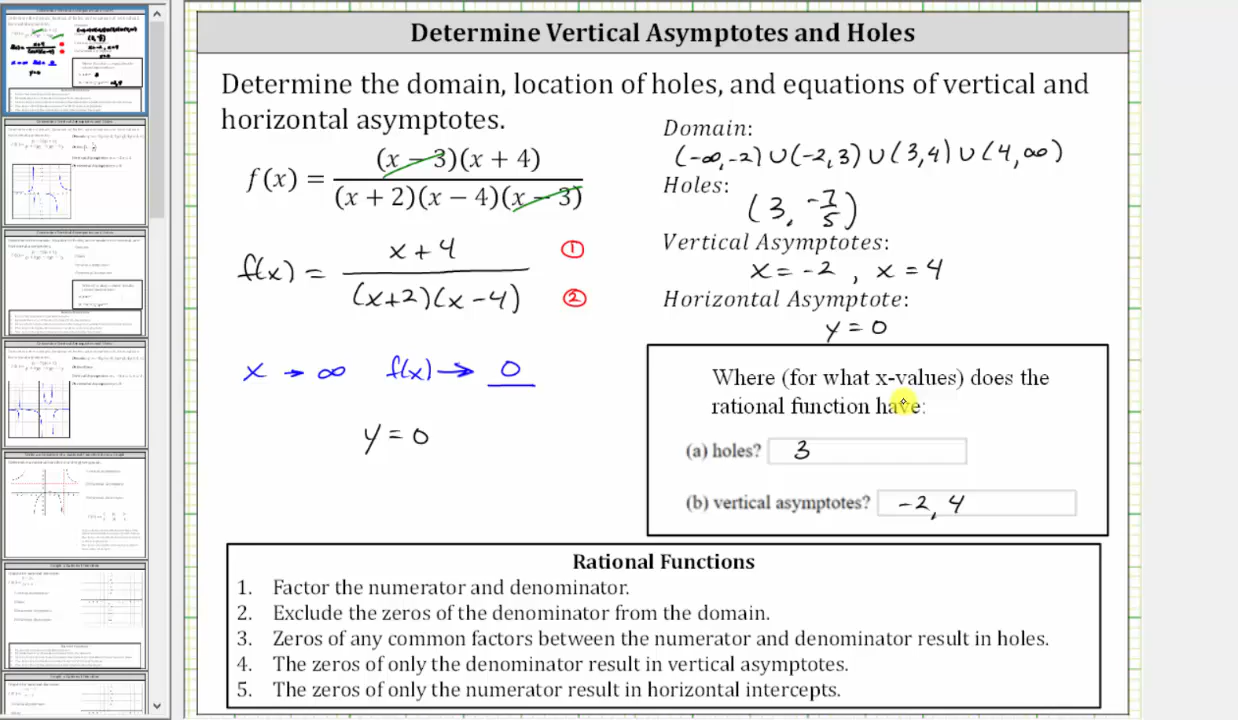 Determine Vertical Asymptotes and Holes
Determine the domain, location of holes, and equations of vertical and
horizontal asymptotes.
f(x) = (x − 3)(x + 4) / (x + 2)(x − 4)(x − 3)
f(x) = x + 4 / (x+2)(x−4)
①
②
x → ∞ f(x) → 0
y = 0
Domain:
(-∞, -2) ∪ (-2, 3) ∪ (3, 4) ∪ (4, ∞)
Holes:
(3, -7/5)
Vertical Asymptotes:
x = -2 , x = 4
Horizontal Asymptote:
y = 0
Where (for what x-values) does the
rational function have:
(a) holes? 3
(b) vertical asymptotes? -2, 4
Rational Functions
1. Factor the numerator and denominator.
2. Exclude the zeros of the denominator from the domain.
3. Zeros of any common factors between the numerator and denominator result in holes.
4. The zeros of only the denominator result in vertical asymptotes.
5. The zeros of only the numerator result in horizontal intercepts.